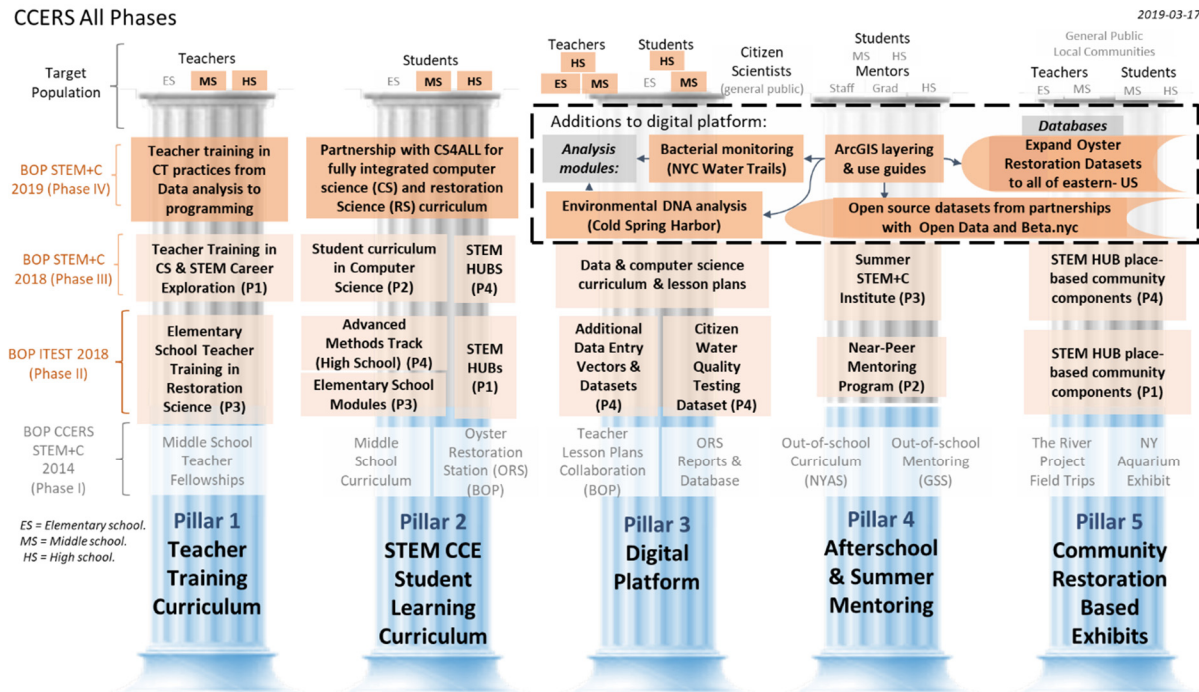 CCERS All Phases
2019-03-17
Target
Population
Teachers
ES MS HS
Students
ES MS HS
Teachers
HS
ES MS
Students
HS
ES MS
Citizen
Scientists
(general public)
Students
MS HS
Mentors
Staff Grad HS
General Public
Local Communities
Teachers
ES MS
Students
MS HS
BOP STEM+C
2019 (Phase IV)
Teacher training in
CT practices from
Data analysis to
programming
Partnership with CS4ALL for
fully integrated computer
science (CS) and restoration
Science (RS) curriculum
Additions to digital platform:
Analysis
modules:
Bacterial monitoring
(NYC Water Trails)
ArcGIS layering
& use guides
Databases
Expand Oyster
Restoration Datasets
to all of eastern- US
Environmental DNA analysis
(Cold Spring Harbor)
Open source datasets from partnerships
with Open Data and Beta.nyc
BOP STEM+C
2018 (Phase III)
Teacher Training in
CS & STEM Career
Exploration (P1)
Student curriculum
in Computer
Science (P2)
STEM
HUBS
(P4)
Data & computer science
curriculum & lesson plans
Summer
STEM+C
Institute (P3)
STEM HUB place-
based community
components (P4)
BOP ITEST 2018
(Phase II)
Elementary
School Teacher
Training in
Restoration
Science (P3)
Advanced
Methods Track
(High School) (P4)
Elementary School
Modules (P3)
STEM
HUBs
(P1)
Additional
Data Entry
Vectors &
Datasets
(P4)
Citizen
Water
Quality
Testing
Dataset (P4)
Near-Peer
Mentoring
Program (P2)
STEM HUB place-
based community
components (P1)
BOP CCERS
STEM+C
2014
(Phase I)
Middle School
Teacher
Fellowships
Middle
School
Curriculum
Oyster
Restoration
Station (ORS)
(BOP)
Teacher
Lesson Plans
Collaboration
(BOP)
ORS
Reports &
Database
Out-of-school
Curriculum
(NYAS)
Out-of-school
Mentoring
(GSS)
The River
Project
Field Trips
NY
Aquarium
Exhibit
ES = Elementary school.
MS = Middle school.
HS = High school.
Pillar 1
Teacher
Training
Curriculum
Pillar 2
STEM CCE
Student
Learning
Curriculum
Pillar 3
Digital
Platform
Pillar 4
Afterschool
& Summer
Mentoring
Pillar 5
Community
Restoration
Based
Exhibits